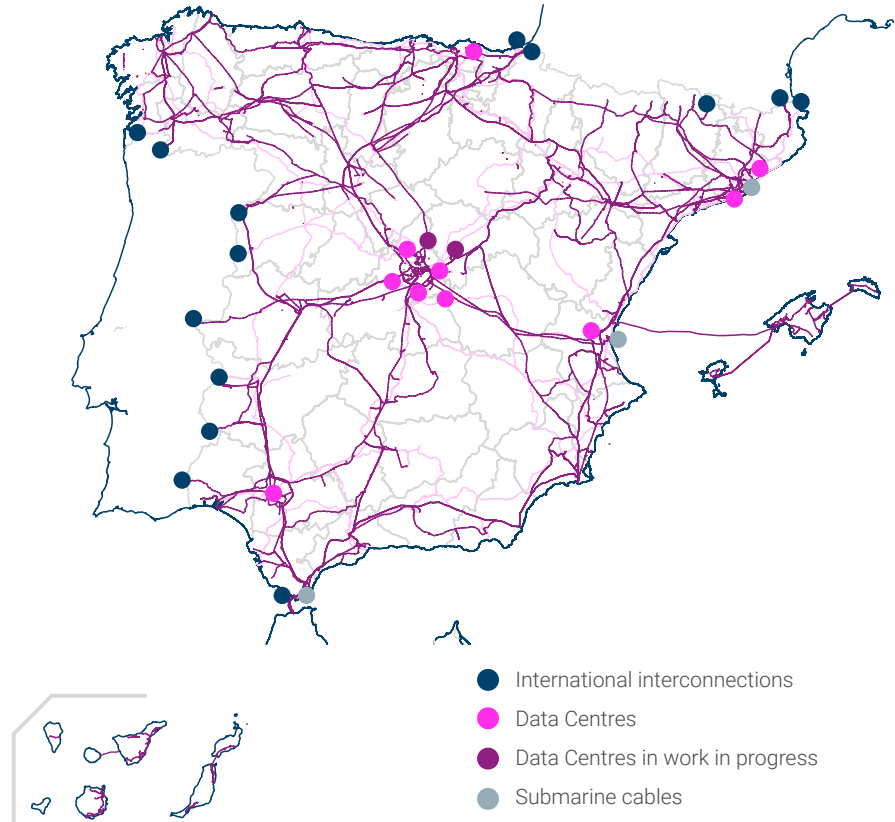 International interconnections
Data Centres
Data Centres in work in progress
Submarine cables